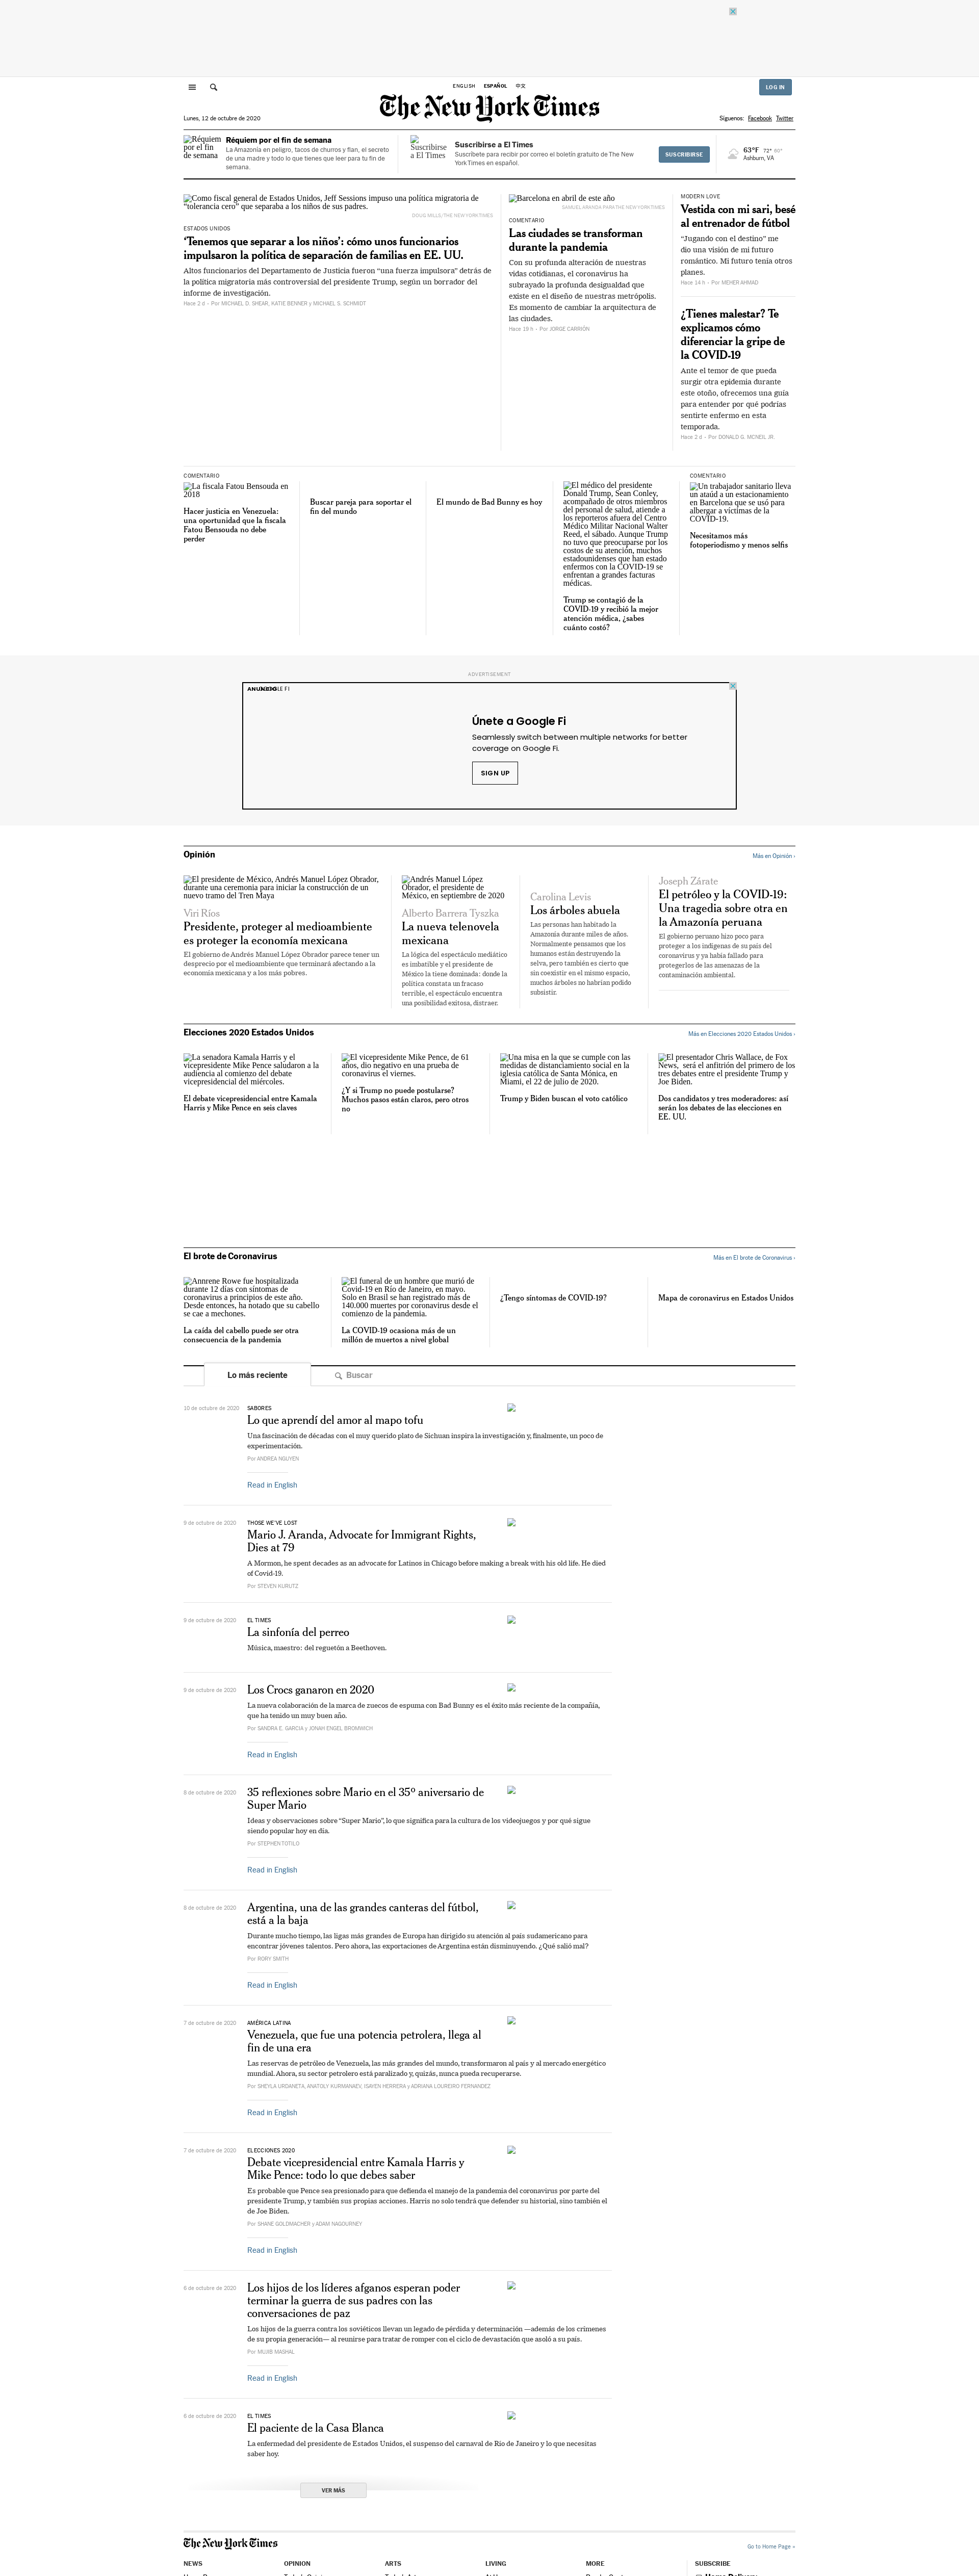 ENGLISH ESPAÑOL 中文
LOG IN
The New York Times
Lunes, 12 de octubre de 2020
Síguenos: Facebook Twitter
Réquiem por el fin de semana
Réquiem por el fin de semana
La Amazonía en peligro, tacos de churros y flan, el secreto
de una madre y todo lo que tienes que leer para tu fin de
semana.
Suscribirse a El Times
Suscribirse a El Times
Suscríbete para recibir por correo el boletín gratuito de The New
York Times en español.
SUSCRIBIRSE
63°F 72° 60°
Ashburn, VA
Como fiscal general de Estados Unidos, Jeff Sessions impuso una política migratoria de
"tolerancia cero" que separaba a los niños de sus padres.
DOUG MILLS/THE NEW YORK TIMES
ESTADOS UNIDOS
‘Tenemos que separar a los niños’: cómo unos funcionarios
impulsaron la política de separación de familias en EE. UU.
Altos funcionarios del Departamento de Justicia fueron “una fuerza impulsora” detrás de
la política migratoria más controversial del presidente Trump, según un borrador del
informe de investigación.
Hace 2 d - Por MICHAEL D. SHEAR, KATIE BENNER y MICHAEL S. SCHMIDT
Barcelona en abril de este año
SAMUEL ARANDA PARA THE NEW YORK TIMES
COMENTARIO
Las ciudades se transforman
durante la pandemia
Con su profunda alteración de nuestras
vidas cotidianas, el coronavirus ha
subrayado la profunda desigualdad que
existe en el diseño de nuestras metrópolis.
Es momento de cambiar la arquitectura de
las ciudades.
Hace 19 h - Por JORGE CARRIÓN
MODERN LOVE
Vestida con mi sari, besé
al entrenador de fútbol
“Jugando con el destino” me
dio una visión de mi futuro
romántico. Mi futuro tenía otros
planes.
Hace 14 h - Por MEHER AHMAD
¿Tienes malestar? Te
explicamos cómo
diferenciar la gripe de
la COVID-19
Ante el temor de que pueda
surgir otra epidemia durante
este otoño, ofrecemos una guía
para entender por qué podrías
sentirte enfermo en esta
temporada.
Hace 2 d - Por DONALD G. MCNEIL JR.
COMENTARIO
La fiscala Fatou Bensouda en
2018
Hacer justicia en Venezuela:
una oportunidad que la fiscala
Fatou Bensouda no debe
perder
Buscar pareja para soportar el
fin del mundo
El mundo de Bad Bunny es hoy
El médico del presidente
Donald Trump, Sean Conley,
acompañado de otros miembros
del personal de salud, atiende a
los reporteros afuera del Centro
Médico Militar Nacional Walter
Reed, el sábado. Aunque Trump
no tuvo que preocuparse por los
costos de su atención, muchos
estadounidenses que han estado
enfermos con la COVID-19 se
enfrentan a grandes facturas
médicas.
Trump se contagió de la
COVID-19 y recibió la mejor
atención médica, ¿sabes
cuánto costó?
COMENTARIO
Un trabajador sanitario lleva
un ataúd a un estacionamiento
en Barcelona que se usó para
albergar a víctimas de la
COVID-19.
Necesitamos más
fotoperiodismo y menos selfis
ADVERTISEMENT
ANUNCIO
GOOGLE FI
Únete a Google Fi
Seamlessly switch between multiple networks for better
coverage on Google Fi.
SIGN UP
Opinión
Más en Opinión ›
El presidente de México, Andrés Manuel López Obrador,
durante una ceremonia para iniciar la construcción de un
nuevo tramo del Tren Maya
Viri Ríos
Presidente, proteger al medioambiente
es proteger la economía mexicana
El gobierno de Andrés Manuel López Obrador parece tener un
desprecio por el medioambiente que terminará afectando a la
economía mexicana y a los más pobres.
Andrés Manuel López
Obrador, el presidente de
México, en septiembre de 2020
Alberto Barrera Tyszka
La nueva telenovela
mexicana
La lógica del espectáculo mediático
es imbatible y el presidente de
México la tiene dominada: donde la
política constata un fracaso
terrible, el espectáculo encuentra
una posibilidad exitosa, distraer.
Carolina Levis
Los árboles abuela
Las personas han habitado la
Amazonía durante miles de años.
Normalmente pensamos que los
humanos están destruyendo la
selva, pero también es cierto que
sin coexistir en el mismo espacio,
muchos árboles no habrían podido
subsistir.
Joseph Zárate
El petróleo y la COVID-19:
Una tragedia sobre otra en
la Amazonía peruana
El gobierno peruano hizo poco para
proteger a los indígenas de su país del
coronavirus y ya había fallado para
protegerlos de las amenazas de la
contaminación ambiental.
Elecciones 2020 Estados Unidos
Más en Elecciones 2020 Estados Unidos ›
La senadora Kamala Harris y el
vicepresidente Mike Pence saludaron a la
audiencia al comienzo del debate
vicepresidencial del miércoles.
El debate vicepresidencial entre Kamala
Harris y Mike Pence en seis claves
El vicepresidente Mike Pence, de 61
años, dio negativo en una prueba de
coronavirus el viernes.
¿Y si Trump no puede postularse?
Muchos pasos están claros, pero otros
no
Una misa en la que se cumple con las
medidas de distanciamiento social en la
iglesia católica de Santa Mónica, en
Miami, el 22 de julio de 2020.
Trump y Biden buscan el voto católico
El presentador Chris Wallace, de Fox
News, será el anfitrión del primero de los
tres debates entre el presidente Trump y
Joe Biden.
Dos candidatos y tres moderadores: así
serán los debates de las elecciones en
EE. UU.
El brote de Coronavirus
Más en El brote de Coronavirus ›
Annrene Rowe fue hospitalizada
durante 12 días con síntomas de
coronavirus a principios de este año.
Desde entonces, ha notado que su cabello
se cae a mechones.
La caída del cabello puede ser otra
consecuencia de la pandemia
El funeral de un hombre que murió de
Covid-19 en Río de Janeiro, en mayo.
Solo en Brasil se han registrado más de
140.000 muertes por coronavirus desde el
comienzo de la pandemia.
La COVID-19 ocasiona más de un
millón de muertos a nivel global
¿Tengo síntomas de COVID-19?
Mapa de coronavirus en Estados Unidos
Lo más reciente
Buscar
10 de octubre de 2020
SABORES
Lo que aprendí del amor al mapo tofu
Una fascinación de décadas con el muy querido plato de Sichuan inspira la investigación y, finalmente, un poco de
experimentación.
Por ANDREA NGUYEN
Read in English
9 de octubre de 2020
THOSE WE'VE LOST
Mario J. Aranda, Advocate for Immigrant Rights,
Dies at 79
A Mormon, he spent decades as an advocate for Latinos in Chicago before making a break with his old life. He died
of Covid-19.
Por STEVEN KURUTZ
9 de octubre de 2020
EL TIMES
La sinfonía del perreo
Música, maestro: del reguetón a Beethoven.
9 de octubre de 2020
Los Crocs ganaron en 2020
La nueva colaboración de la marca de zuecos de espuma con Bad Bunny es el éxito más reciente de la compañía,
que ha tenido un muy buen año.
Por SANDRA E. GARCIA y JONAH ENGEL BROMWICH
Read in English
8 de octubre de 2020
35 reflexiones sobre Mario en el 35º aniversario de
Super Mario
Ideas y observaciones sobre “Super Mario”, lo que significa para la cultura de los videojuegos y por qué sigue
siendo popular hoy en día.
Por STEPHEN TOTILO
Read in English
8 de octubre de 2020
Argentina, una de las grandes canteras del fútbol,
está a la baja
Durante mucho tiempo, las ligas más grandes de Europa han dirigido su atención al país sudamericano para
encontrar jóvenes talentos. Pero ahora, las exportaciones de Argentina están disminuyendo. ¿Qué salió mal?
Por RORY SMITH
Read in English
7 de octubre de 2020
AMÉRICA LATINA
Venezuela, que fue una potencia petrolera, llega al
fin de una era
Las reservas de petróleo de Venezuela, las más grandes del mundo, transformaron al país y al mercado energético
mundial. Ahora, su sector petrolero está paralizado y, quizás, nunca pueda recuperarse.
Por SHEYLA URDANETA, ANATOLY KURMANAEV, ISAYEN HERRERA y ADRIANA LOUREIRO FERNANDEZ
Read in English
7 de octubre de 2020
ELECCIONES 2020
Debate vicepresidencial entre Kamala Harris y
Mike Pence: todo lo que debes saber
Es probable que Pence sea presionado para que defienda el manejo de la pandemia del coronavirus por parte del
presidente Trump, y también sus propias acciones. Harris no solo tendrá que defender su historial, sino también el
de Joe Biden.
Por SHANE GOLDMACHER y ADAM NAGOURNEY
Read in English
6 de octubre de 2020
Los hijos de los líderes afganos esperan poder
terminar la guerra de sus padres con las
conversaciones de paz
Los hijos de la guerra contra los soviéticos llevan un legado de pérdida y determinación —además de los crímenes
de su propia generación— al reunirse para tratar de romper con el ciclo de devastación que asoló a su país.
Por MUJIB MASHAL
Read in English
6 de octubre de 2020
EL TIMES
El paciente de la Casa Blanca
La enfermedad del presidente de Estados Unidos, el suspenso del carnaval de Río de Janeiro y lo que necesitas
saber hoy.
VER MÁS
The New York Times
Go to Home Page »
NEWS
OPINION
ARTS
LIVING
MORE
SUBSCRIBE